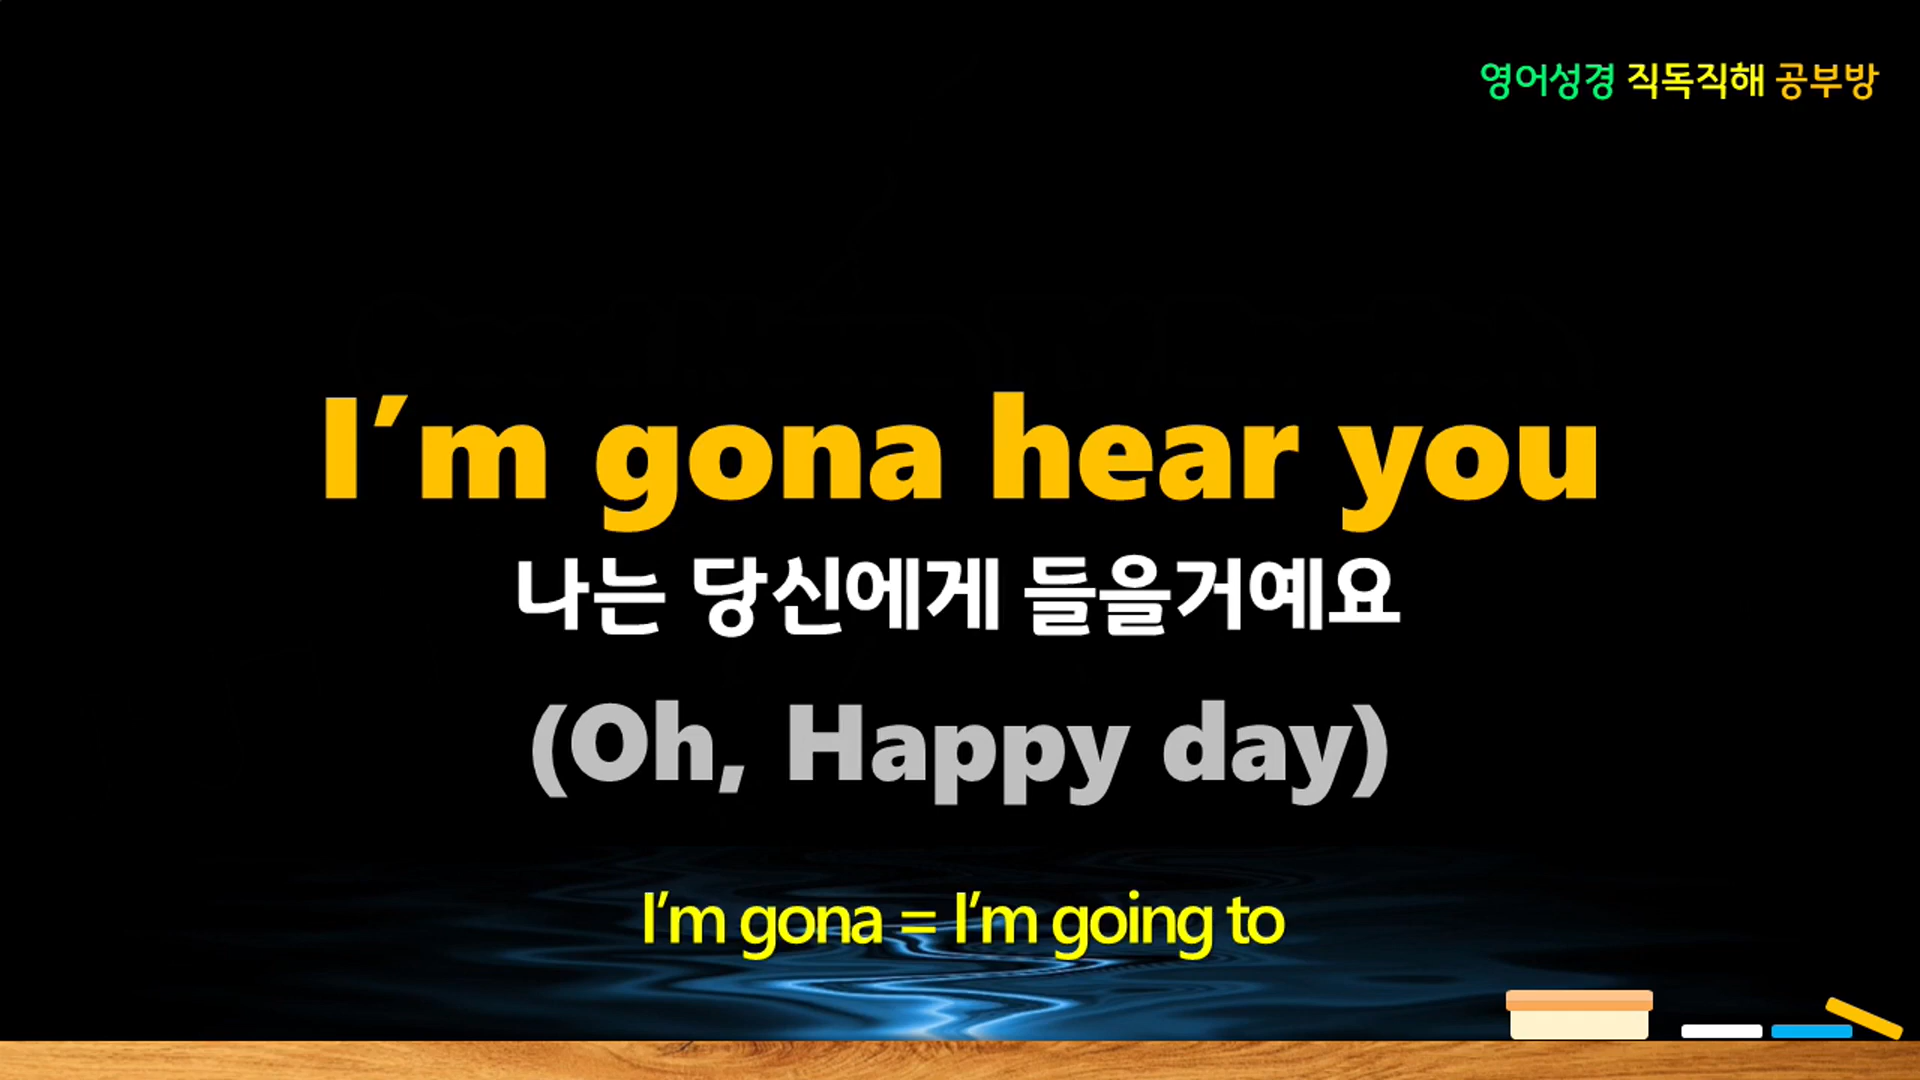 영어성경 직독직해 공부방
I’m gona hear you
나는 당신에게 들을거예요
(Oh, Happy day)
I’m gona = I’m going to